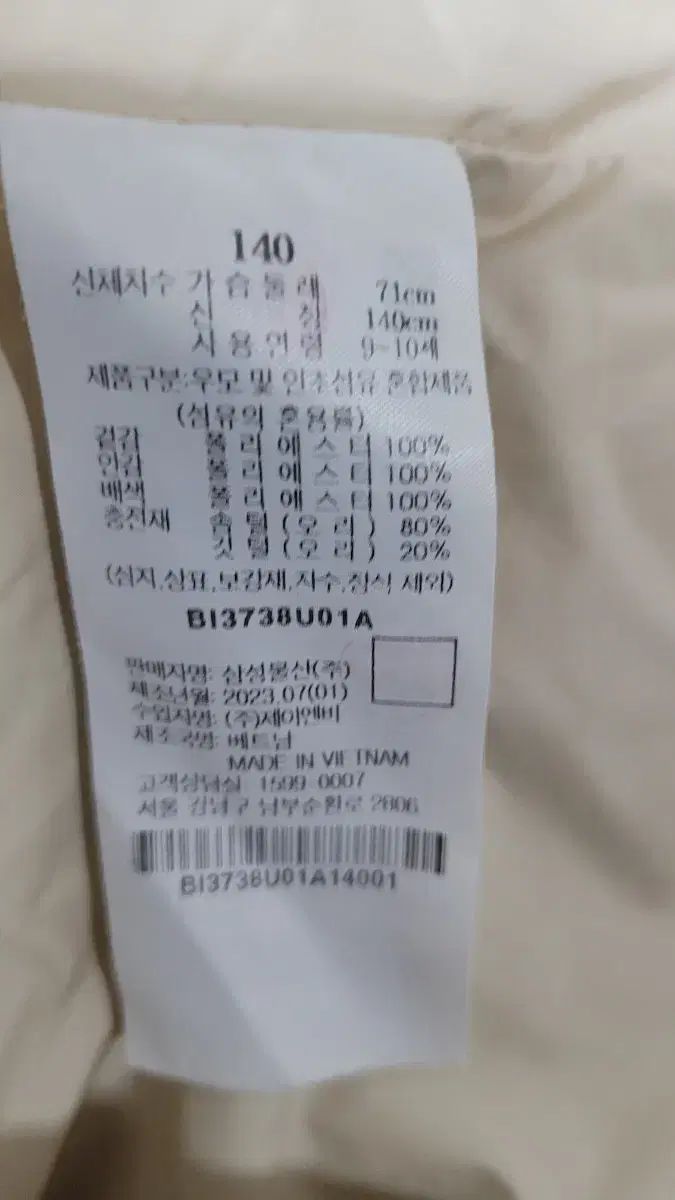 140
신체치수 가 슴 둘 레 71cm
신 장 140cm
사 용 연 령 9~10세
제품구분:우모 및 인조섬유 혼합제품
(섬유의 혼용률)
겉감 폴 리 에 스 터 100%
안감 폴 리 에 스 터 100%
배색 폴 리 에 스 터 100%
충전재 솜 털 ( 오 리 ) 80%
깃 털 ( 오 리 ) 20%
(심지,상표,보강재,자수,장식 제외)
BI3738U01A
판매자명: 삼성물산(주)
제조년월: 2023.07(01)
수입자명: (주)제이엔비
제조국명: 베트남
MADE IN VIETNAM
고객상담실 1599-0007
서울 강남구 남부순환로 2806
BI3738U01A14001